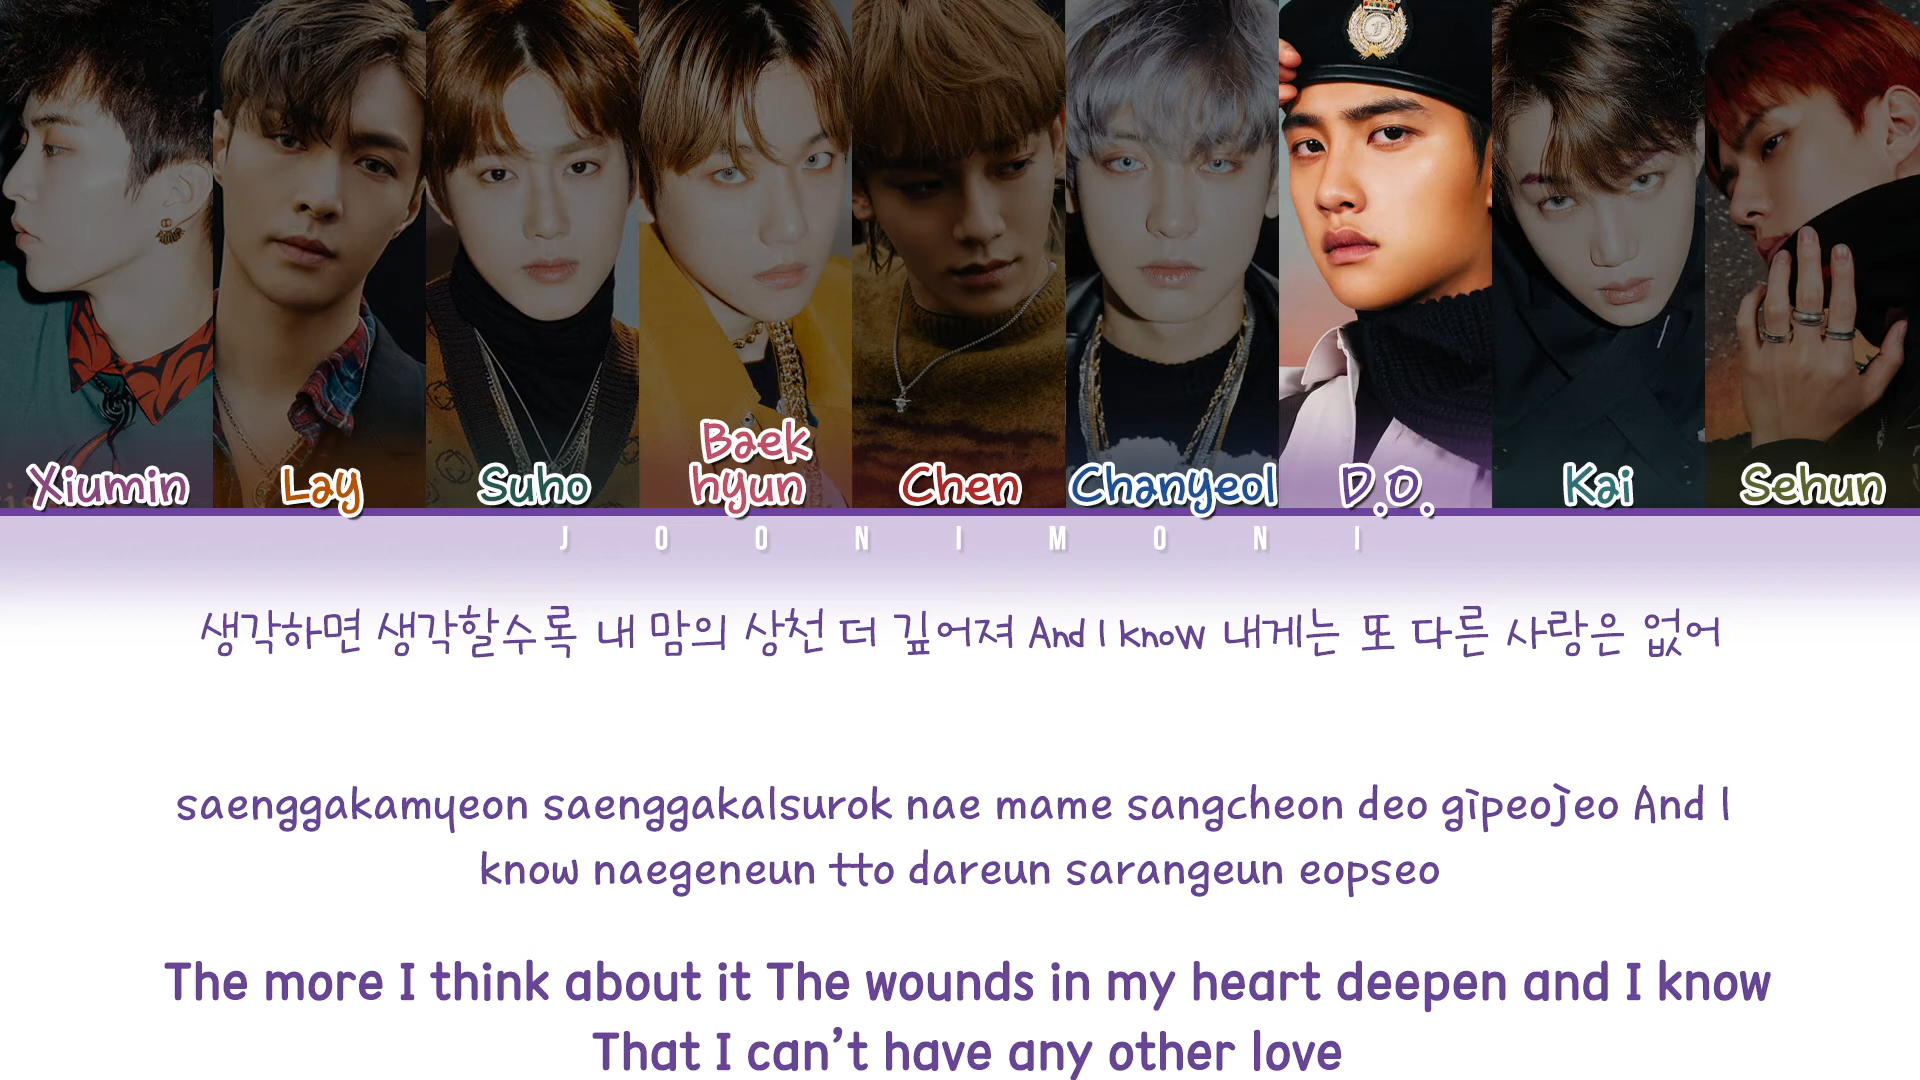 Xiumin
Lay
Suho
Baek
hyun
Chen
Chanyeol
D.O.
Kai
Sehun
JOONIMONI
생각하면 생각할수록 내 맘의 상천 더 깊어져 And I know 내게는 또 다른 사랑은 없어
saenggakamyeon saenggakalsurok nae mame sangcheon deo gipeojeo And I
know naegeneun tto dareun sarangeun eopseo
The more I think about it The wounds in my heart deepen and I know
That I can't have any other love